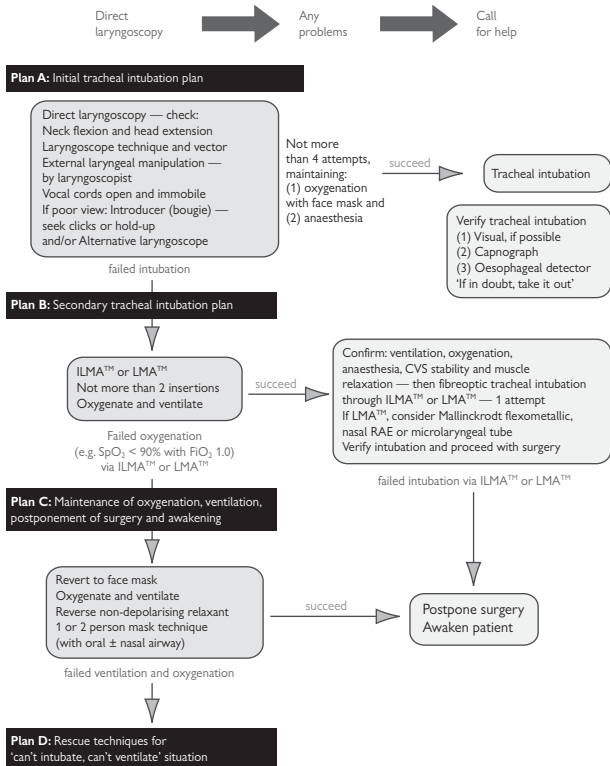 Direct
laryngoscopy
Any
problems
Call
for help
Plan A: Initial tracheal intubation plan
Direct laryngoscopy — check:
Neck flexion and head extension
Laryngoscope technique and vector
External laryngeal manipulation —
by laryngoscopist
Vocal cords open and immobile
If poor view: Introducer (bougie) —
seek clicks or hold-up
and/or Alternative laryngoscope
Not more
than 4 attempts,
maintaining:
(1) oxygenation
with face mask and
(2) anaesthesia
succeed
Tracheal intubation
Verify tracheal intubation
(1) Visual, if possible
(2) Capnograph
(3) Oesophageal detector
‘If in doubt, take it out’
failed intubation
Plan B: Secondary tracheal intubation plan
ILMA™ or LMA™
Not more than 2 insertions
Oxygenate and ventilate
succeed
Confirm: ventilation, oxygenation,
anaesthesia, CVS stability and muscle
relaxation — then fibreoptic tracheal intubation
through ILMA™ or LMA™ — 1 attempt
If LMA™, consider Mallinckrodt flexometallic,
nasal RAE or microlaryngeal tube
Verify intubation and proceed with surgery
Failed oxygenation
(e.g. SpO₂ < 90% with FiO₂ 1.0)
via ILMA™ or LMA™
failed intubation via ILMA™ or LMA™
Plan C: Maintenance of oxygenation, ventilation,
postponement of surgery and awakening
Revert to face mask
Oxygenate and ventilate
Reverse non-depolarising relaxant
1 or 2 person mask technique
(with oral ± nasal airway)
succeed
Postpone surgery
Awaken patient
failed ventilation and oxygenation
Plan D: Rescue techniques for
‘can’t intubate, can’t ventilate’ situation